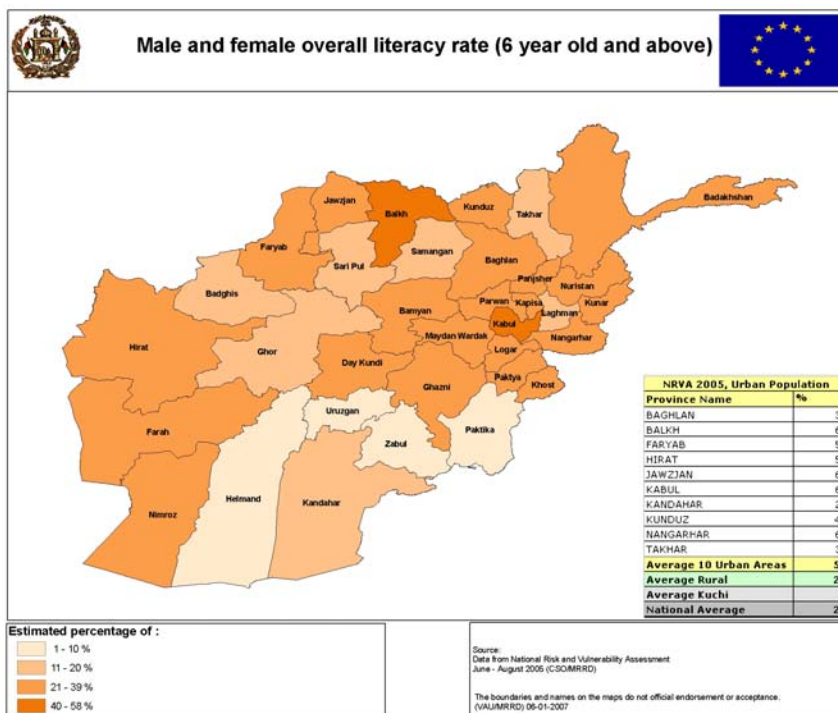 Male and female overall literacy rate (6 year old and above)
Jawzjan
Balkh
Kunduz
Takhar
Badakhshan
Faryab
Sari Pul
Samangan
Baghlan
Panjsher
Nuristan
Badghis
Bamyan
Parwan
Kapisa
Laghman
Kunar
Hirat
Ghor
Maydan Wardak
Kabul
Nangarhar
Day Kundi
Logar
Ghazni
Paktya
Khost
Farah
Uruzgan
Zabul
Paktika
Nimroz
Helmand
Kandahar
NRVA 2005, Urban Population
Province Name %
BAGHLAN
BALKH
FARYAB
HIRAT
JAWZJAN
KABUL
KANDAHAR
KUNDUZ
NANGARHAR
TAKHAR
Average 10 Urban Areas
Average Rural
Average Kuchi
National Average
Estimated percentage of :
1 - 10 %
11 - 20 %
21 - 39 %
40 - 58 %
Source:
Data from National Risk and Vulnerability Assessment
June - August 2005 (CSO/MRRD)
The boundaries and names on the maps do not official endorsement or acceptance.
(VAU/MRRD) 06-01-2007